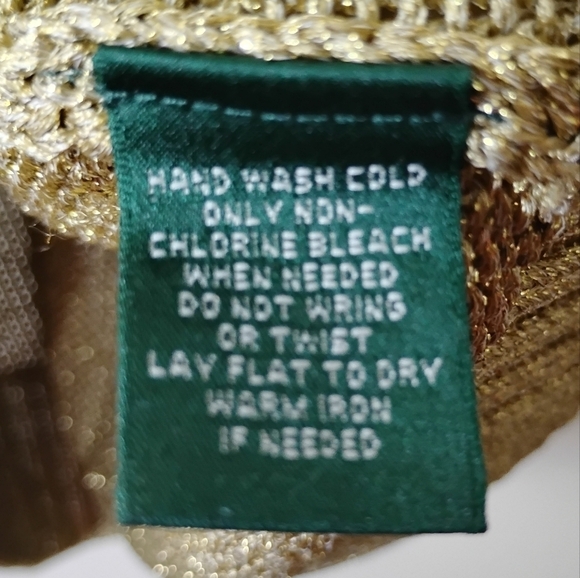 HAND WASH COLD
ONLY NON-
CHLORINE BLEACH
WHEN NEEDED
DO NOT WRING
OR TWIST
LAY FLAT TO DRY
WARM IRON
IF NEEDED